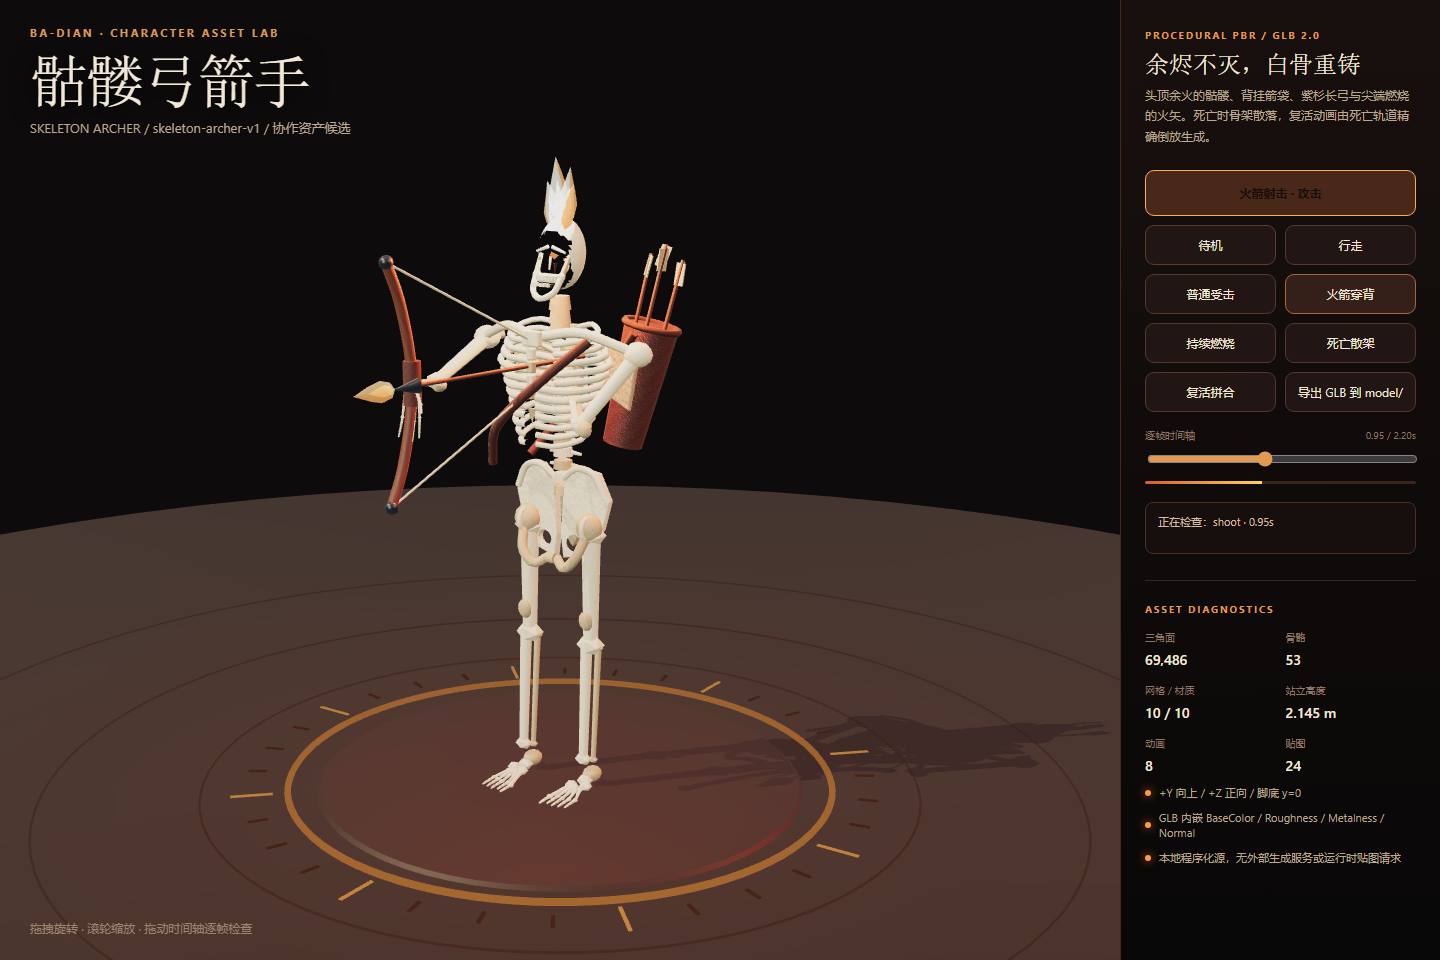 BA-DIAN · CHARACTER ASSET LAB
骷髅弓箭手
SKELETON ARCHER / skeleton-archer-v1 / 协作资产候选
拖拽旋转 · 滚轮缩放 · 拖动时间轴逐帧检查
PROCEDURAL PBR / GLB 2.0
余烬不灭，白骨重铸
头顶余火的骷髅、背挂箭袋、紫杉长弓与尖端燃烧
的火矢。死亡时骨架散落，复活动画由死亡轨道精
确倒放生成。
火箭射击 · 攻击
待机
行走
普通受击
火箭穿背
持续燃烧
死亡散架
复活拼合
导出 GLB 到 model/
逐帧时间轴
0.95 / 2.20s
正在检查：shoot · 0.95s
ASSET DIAGNOSTICS
三角面
骨骼
69,486
53
网格 / 材质
站立高度
10 / 10
2.145 m
动画
贴图
8
24
+Y 向上 / +Z 正向 / 脚底 y=0
GLB 内嵌 BaseColor / Roughness / Metalness /
Normal
本地程序化源，无外部生成服务或运行时贴图请求